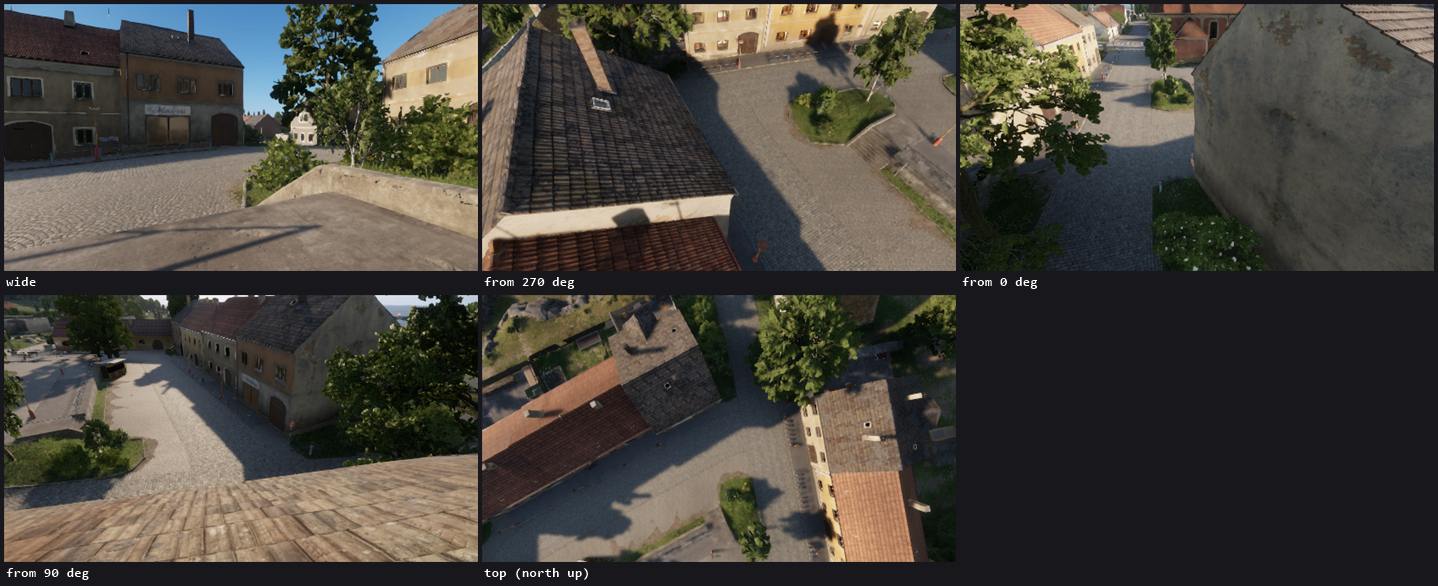 wide
from 270 deg
from 0 deg
from 90 deg
top (north up)